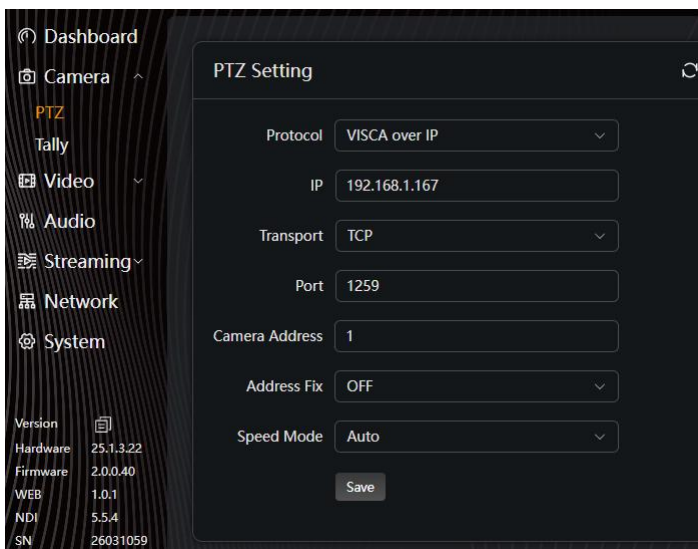 Dashboard
Camera
PTZ
Tally
Video
Audio
Streaming
Network
System
Version
Hardware 25.1.3.22
Firmware 2.0.0.40
WEB 1.0.1
NDI 5.5.4
SN 26031059
PTZ Setting
Protocol VISCA over IP
IP 192.168.1.167
Transport TCP
Port 1259
Camera Address 1
Address Fix OFF
Speed Mode Auto
Save